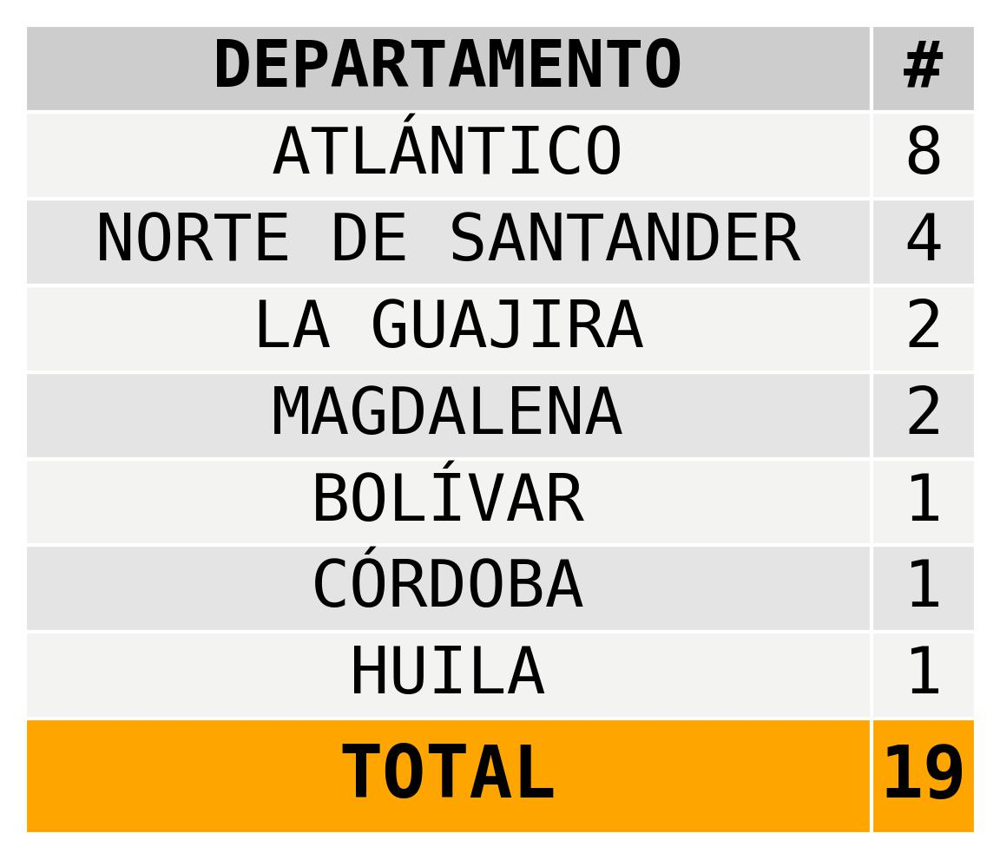 DEPARTAMENTO #
ATLÁNTICO 8
NORTE DE SANTANDER 4
LA GUAJIRA 2
MAGDALENA 2
BOLÍVAR 1
CÓRDOBA 1
HUILA 1
TOTAL 19